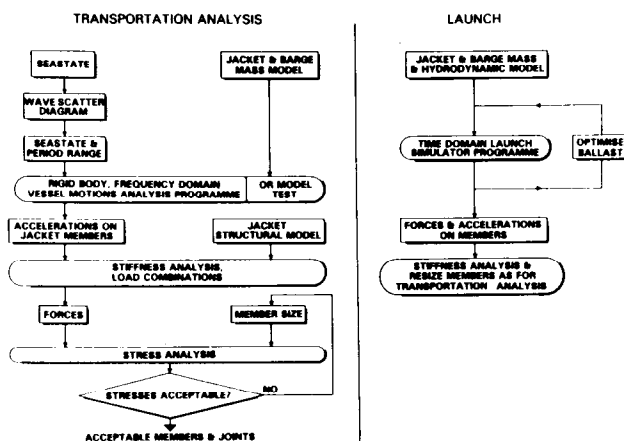 TRANSPORTATION ANALYSIS
SEASTATE
WAVE SCATTER
DIAGRAM
SEASTATE &
PERIOD RANGE
JACKET & BARGE
MASS MODEL
RIGID BODY, FREQUENCY DOMAIN
VESSEL MOTIONS ANALYSIS PROGRAMME
OR MODEL
TEST
ACCELERATIONS ON
JACKET MEMBERS
JACKET
STRUCTURAL MODEL
STIFFNESS ANALYSIS,
LOAD COMBINATIONS
FORCES
MEMBER SIZE
STRESS ANALYSIS
STRESSES ACCEPTABLE?
NO
ACCEPTABLE MEMBERS & JOINTS
LAUNCH
JACKET & BARGE MASS
& HYDRODYNAMIC MODEL
TIME DOMAIN LAUNCH
SIMULATOR PROGRAMME
OPTIMISE
BALLAST
FORCES & ACCELERATIONS
ON MEMBERS
STIFFNESS ANALYSIS &
RESIZE MEMBERS AS FOR
TRANSPORTATION ANALYSIS